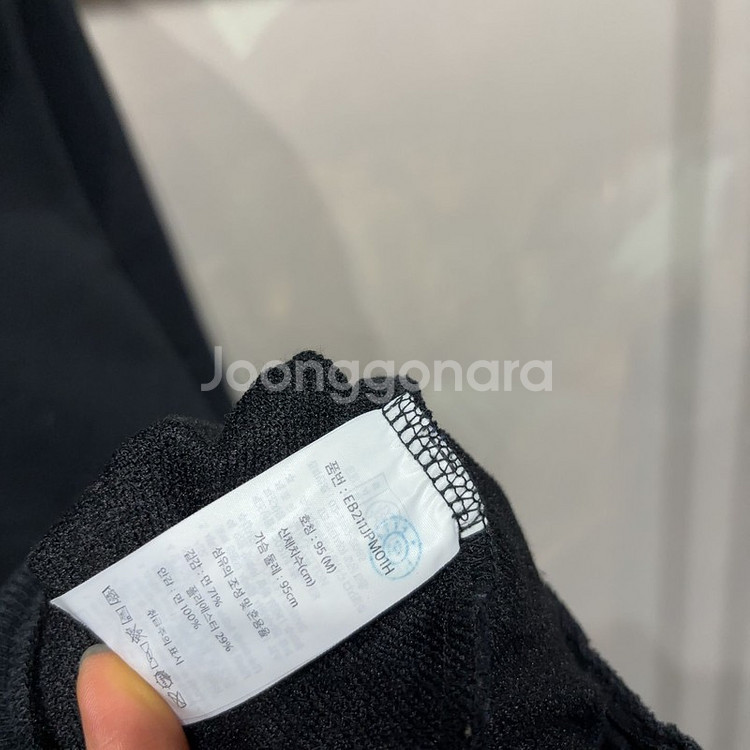 Joonggonara
품번 : EB211JPM01H
호칭 : 95 (M)
신체치수(cm)
가슴 둘레 : 95cm
섬유의 조성 및 혼용율
겉감 : 면 71%
폴리에스터 29%
안감 : 면 100%